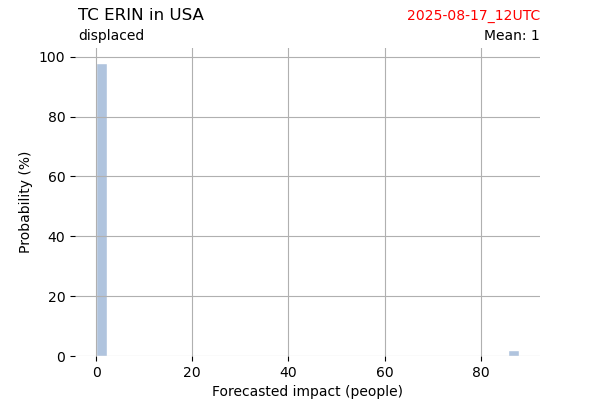 TC ERIN in USA
2025-08-17_12UTC
displaced
Mean: 1
Probability (%)
100
80
60
40
20
0
0 20 40 60 80
Forecasted impact (people)